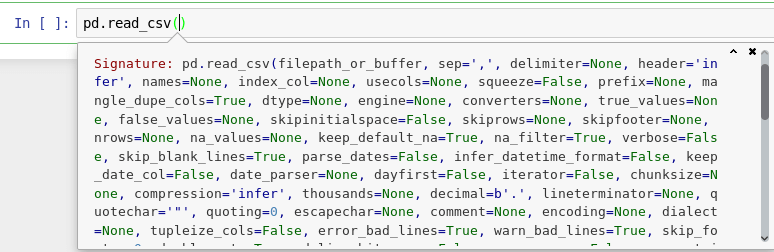 In [ ]: pd.read_csv()
Signature: pd.read_csv(filepath_or_buffer, sep=',', delimiter=None, header='in
fer', names=None, index_col=None, usecols=None, squeeze=False, prefix=None, ma
ngle_dupe_cols=True, dtype=None, engine=None, converters=None, true_values=Non
e, false_values=None, skipinitialspace=False, skiprows=None, skipfooter=None,
nrows=None, na_values=None, keep_default_na=True, na_filter=True, verbose=Fals
e, skip_blank_lines=True, parse_dates=False, infer_datetime_format=False, keep
_date_col=False, date_parser=None, dayfirst=False, iterator=False, chunksize=N
one, compression='infer', thousands=None, decimal=b'.', lineterminator=None, q
uotechar='"', quoting=0, escapechar=None, comment=None, encoding=None, dialect
=None, tupleize_cols=False, error_bad_lines=True, warn_bad_lines=True, skip_fo